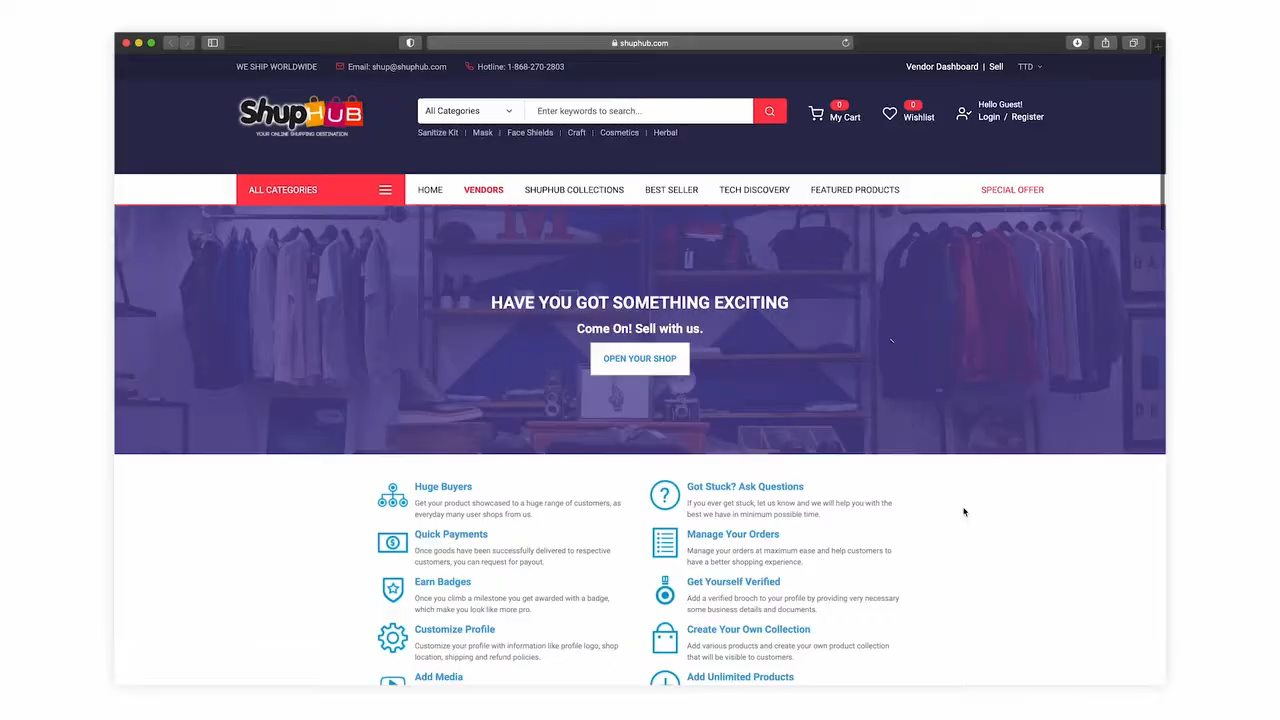 shuphub.com
WE SHIP WORLDWIDE
Email: shup@shuphub.com
Hotline: 1-868-270-2803
Vendor Dashboard | Sell
TTD
ShupHUB
YOUR ONLINE SHUPPING DESTINATION
All Categories
Enter keywords to search...
0
My Cart
0
Wishlist
Hello Guest!
Login / Register
Sanitize Kit | Mask | Face Shields | Craft | Cosmetics | Herbal
ALL CATEGORIES
HOME
VENDORS
SHUPHUB COLLECTIONS
BEST SELLER
TECH DISCOVERY
FEATURED PRODUCTS
SPECIAL OFFER
HAVE YOU GOT SOMETHING EXCITING
Come On! Sell with us.
OPEN YOUR SHOP
Huge Buyers
Get your product showcased to a huge range of customers, as
everyday many user shops from us.
Got Stuck? Ask Questions
If you ever get stuck, let us know and we will help you with the
best we have in minimum possible time.
Quick Payments
Once goods have been successfully delivered to respective
customers, you can request for payout.
Manage Your Orders
Manage your orders at maximum ease and help customers to
have a better shopping experience.
Earn Badges
Once you climb a milestone you get awarded with a badge,
which make you look like more pro.
Get Yourself Verified
Add a verified brooch to your profile by providing very necessary
some business details and documents.
Customize Profile
Customize your profile with information like profile logo, shop
location, shipping and refund policies.
Create Your Own Collection
Add various products and create your own product collection
that will be visible to customers.
Add Media
Add Unlimited Products